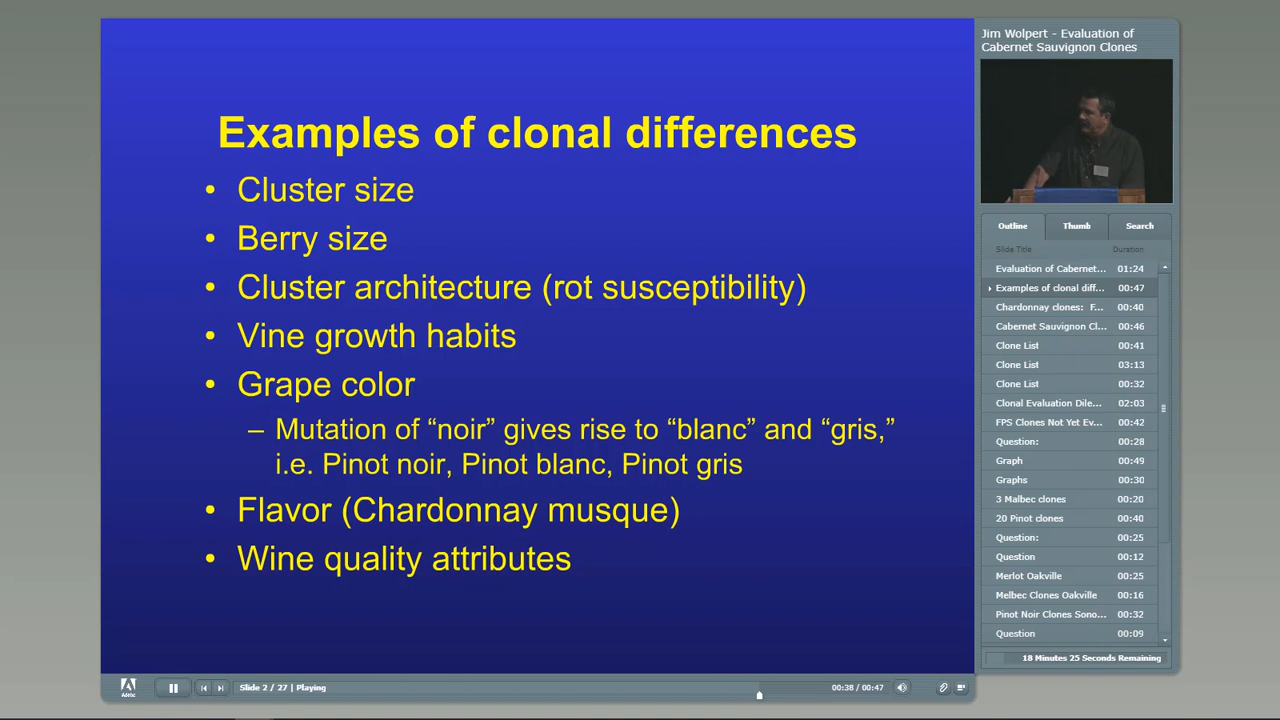 Examples of clonal differences
• Cluster size
• Berry size
• Cluster architecture (rot susceptibility)
• Vine growth habits
• Grape color
– Mutation of “noir” gives rise to “blanc” and “gris,”
i.e. Pinot noir, Pinot blanc, Pinot gris
• Flavor (Chardonnay musque)
• Wine quality attributes
Jim Wolpert - Evaluation of
Cabernet Sauvignon Clones
Outline Thumb Search
Slide Title Duration
Evaluation of Cabernet... 01:24
Examples of clonal diff... 00:47
Chardonnay clones: F... 00:40
Cabernet Sauvignon Cl... 00:46
Clone List 00:41
Clone List 03:13
Clone List 00:32
Clonal Evaluation Dile... 02:03
FPS Clones Not Yet Ev... 00:42
Question: 00:28
Graph 00:49
Graphs 00:30
3 Malbec clones 00:20
20 Pinot clones 00:40
Question: 00:25
Question 00:12
Merlot Oakville 00:25
Melbec Clones Oakville 00:16
Pinot Noir Clones Sono... 00:32
Question 00:09
18 Minutes 25 Seconds Remaining
Adobe
Slide 2 / 27 | Playing
00:38 / 00:47